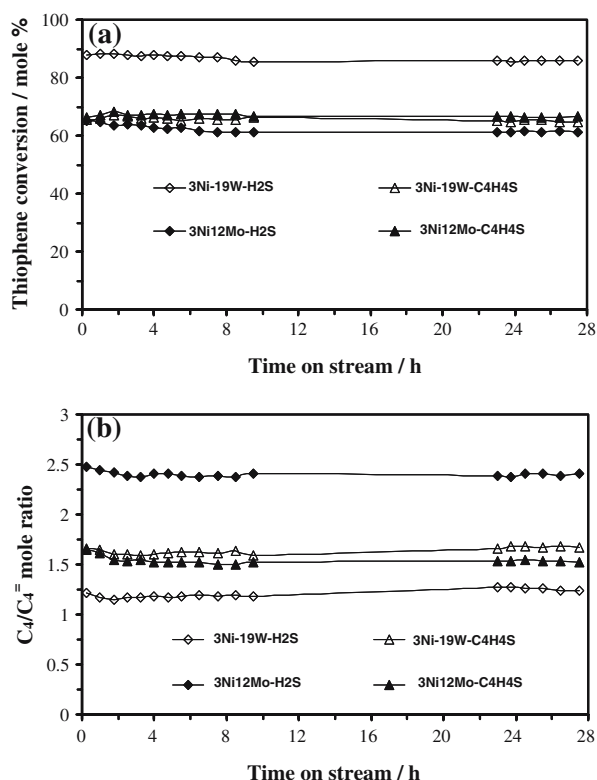 (a)
Thiophene conversion / mole %
100
80
60
40
20
0
3Ni-19W-H2S
3Ni-19W-C4H4S
3Ni12Mo-H2S
3Ni12Mo-C4H4S
0 4 8 12 16 20 24 28
Time on stream / h
(b)
C₄/C₄⁼ mole ratio
3
2.5
2
1.5
1
0.5
0
3Ni-19W-H2S
3Ni-19W-C4H4S
3Ni12Mo-H2S
3Ni12Mo-C4H4S
0 4 8 12 16 20 24 28
Time on stream / h